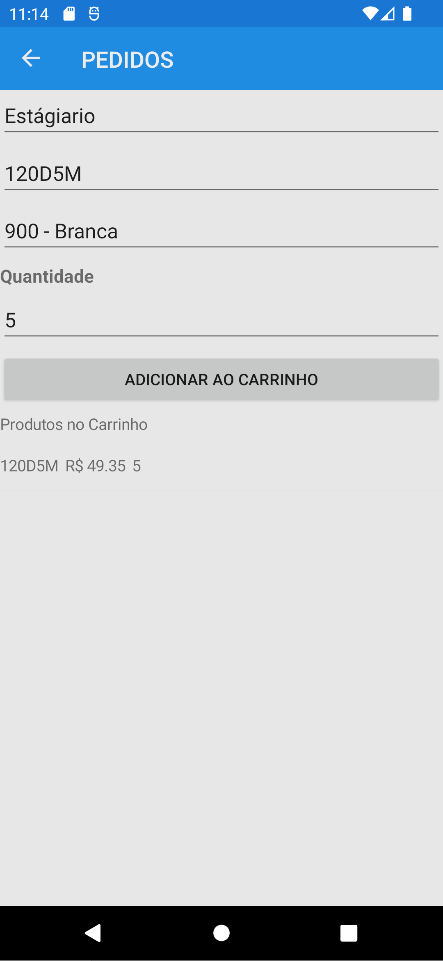 11:14
PEDIDOS
Estágiario
120D5M
900 - Branca
Quantidade
5
ADICIONAR AO CARRINHO
Produtos no Carrinho
120D5M R$ 49.35 5